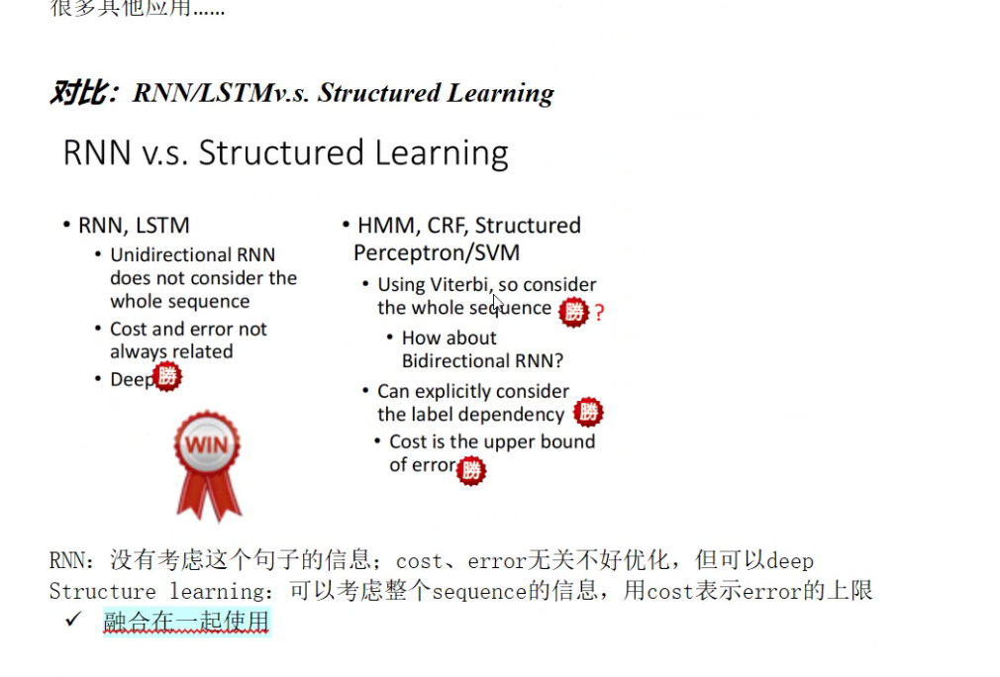 很多其他应用……
对比：RNN/LSTMv.s. Structured Learning
RNN v.s. Structured Learning
• RNN, LSTM
• Unidirectional RNN
does not consider the
whole sequence
• Cost and error not
always related
• Deep 勝
WIN
• HMM, CRF, Structured
Perceptron/SVM
• Using Viterbi, so consider
the whole sequence 勝 ?
• How about
Bidirectional RNN?
• Can explicitly consider
the label dependency 勝
• Cost is the upper bound
of error 勝
RNN：没有考虑这个句子的信息；cost、error无关不好优化，但可以deep
Structure learning：可以考虑整个sequence的信息，用cost表示error的上限
✓ 融合在一起使用